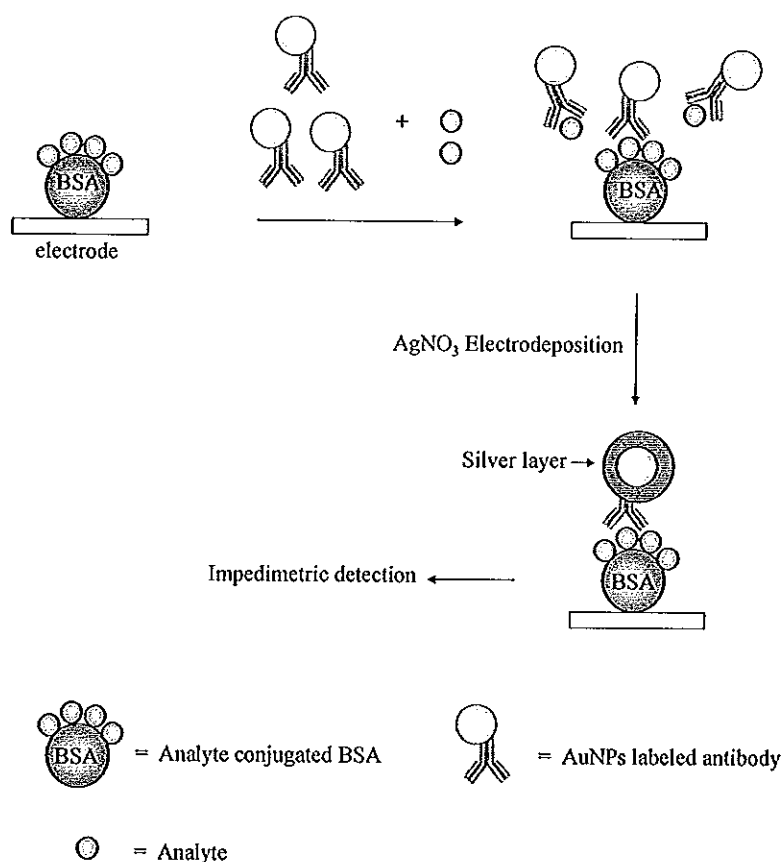 +
BSA
BSA
electrode
AgNO₃ Electrodeposition
Silver layer
Impedimetric detection
BSA
BSA = Analyte conjugated BSA
= AuNPs labeled antibody
= Analyte